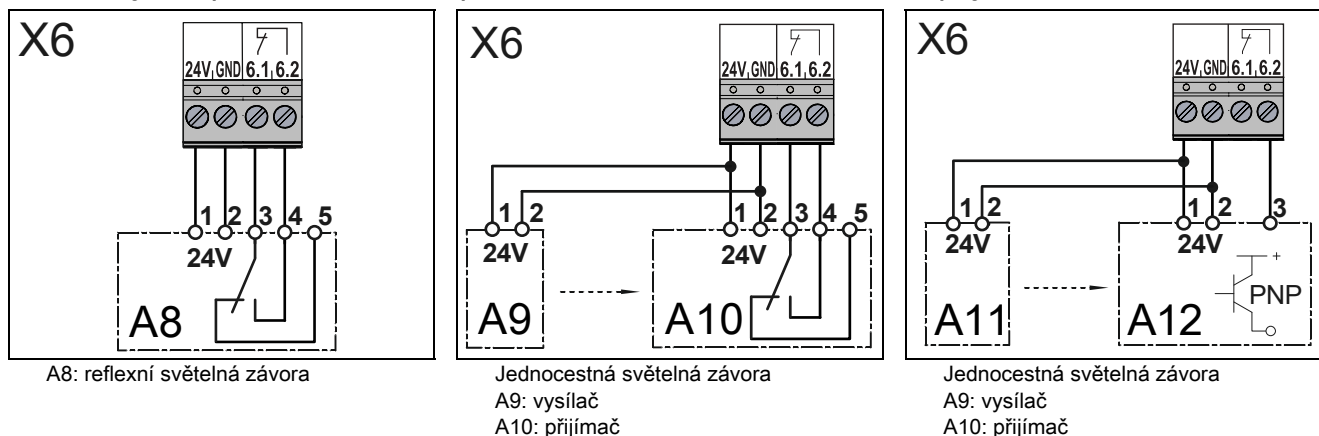 X6
24V GND 6.1 6.2
1 2 3 4 5
24V
A8
A8: reflexní světelná závora
X6
24V GND 6.1 6.2
1 2
24V
A9
1 2 3 4 5
24V
A10
Jednocestná světelná závora
A9: vysílač
A10: přijímač
X6
24V GND 6.1 6.2
1 2
24V
A11
1 2 3
24V
+
PNP
A12
Jednocestná světelná závora
A9: vysílač
A10: přijímač